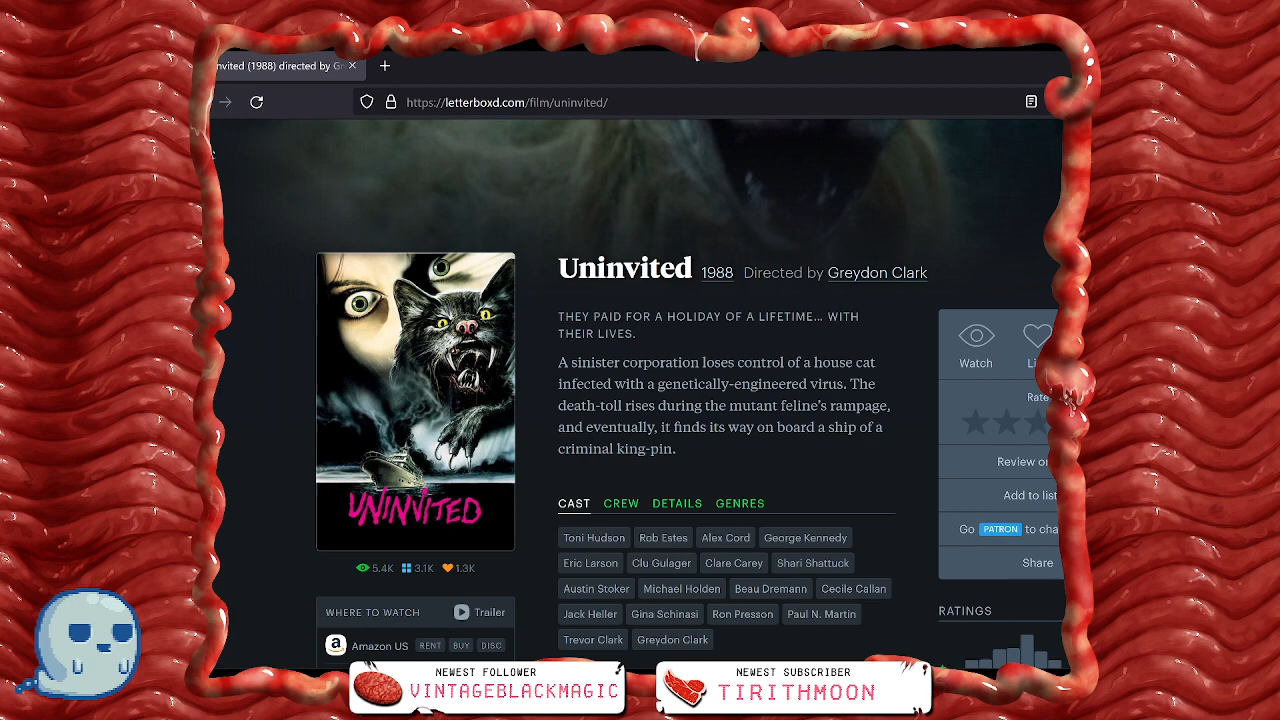 nvited (1988) directed by Gr
https://letterboxd.com/film/uninvited/
Uninvited 1988 Directed by Greydon Clark
THEY PAID FOR A HOLIDAY OF A LIFETIME... WITH
THEIR LIVES.
A sinister corporation loses control of a house cat
infected with a genetically-engineered virus. The
death-toll rises during the mutant feline's rampage,
and eventually, it finds its way on board a ship of a
criminal king-pin.
UNINVITED
5.4K 3.1K 1.3K
WHERE TO WATCH Trailer
a Amazon US RENT BUY DISC
CAST CREW DETAILS GENRES
Toni Hudson Rob Estes Alex Cord George Kennedy
Eric Larson Clu Gulager Clare Carey Shari Shattuck
Austin Stoker Michael Holden Beau Dremann Cecile Callan
Jack Heller Gina Schinasi Ron Presson Paul N. Martin
Trevor Clark Greydon Clark
Watch Li
Rate
Review or
Add to list
Go PATRON to cha
Share
RATINGS
NEWEST FOLLOWER
VINTAGEBLACKMAGIC
NEWEST SUBSCRIBER
TIRITHMOON